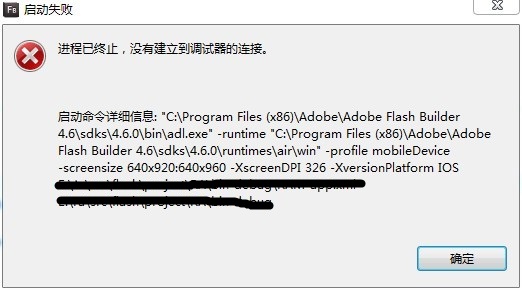 Fb 启动失败
进程已终止，没有建立到调试器的连接。
启动命令详细信息: "C:\Program Files (x86)\Adobe\Adobe Flash Builder
4.6\sdks\4.6.0\bin\adl.exe" -runtime "C:\Program Files (x86)\Adobe\Adobe
Flash Builder 4.6\sdks\4.6.0\runtimes\air\win" -profile mobileDevice
-screensize 640x920:640x960 -XscreenDPI 326 -XversionPlatform IOS
确定